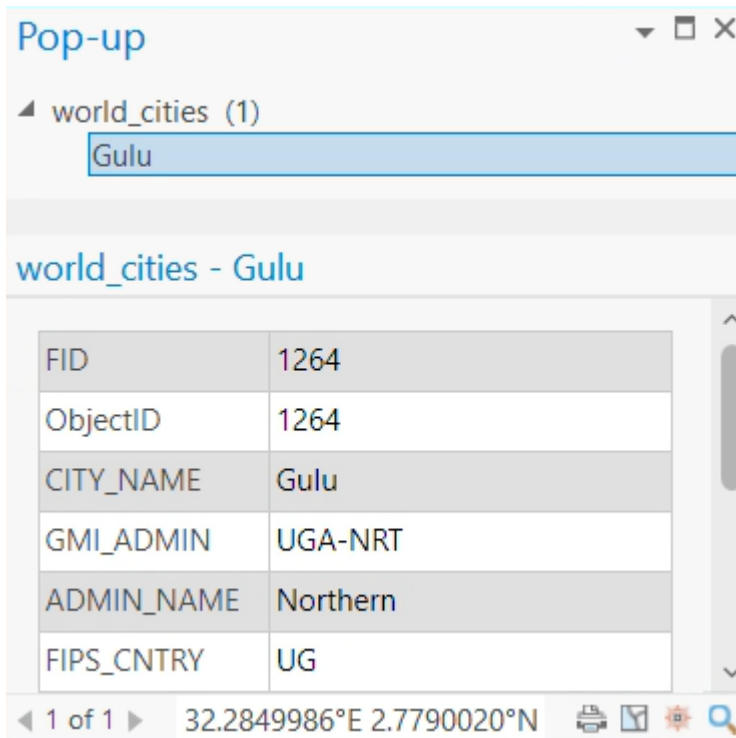 Pop-up
world_cities (1)
Gulu
world_cities - Gulu
FID 1264
ObjectID 1264
CITY_NAME Gulu
GMI_ADMIN UGA-NRT
ADMIN_NAME Northern
FIPS_CNTRY UG
1 of 1 32.2849986°E 2.7790020°N